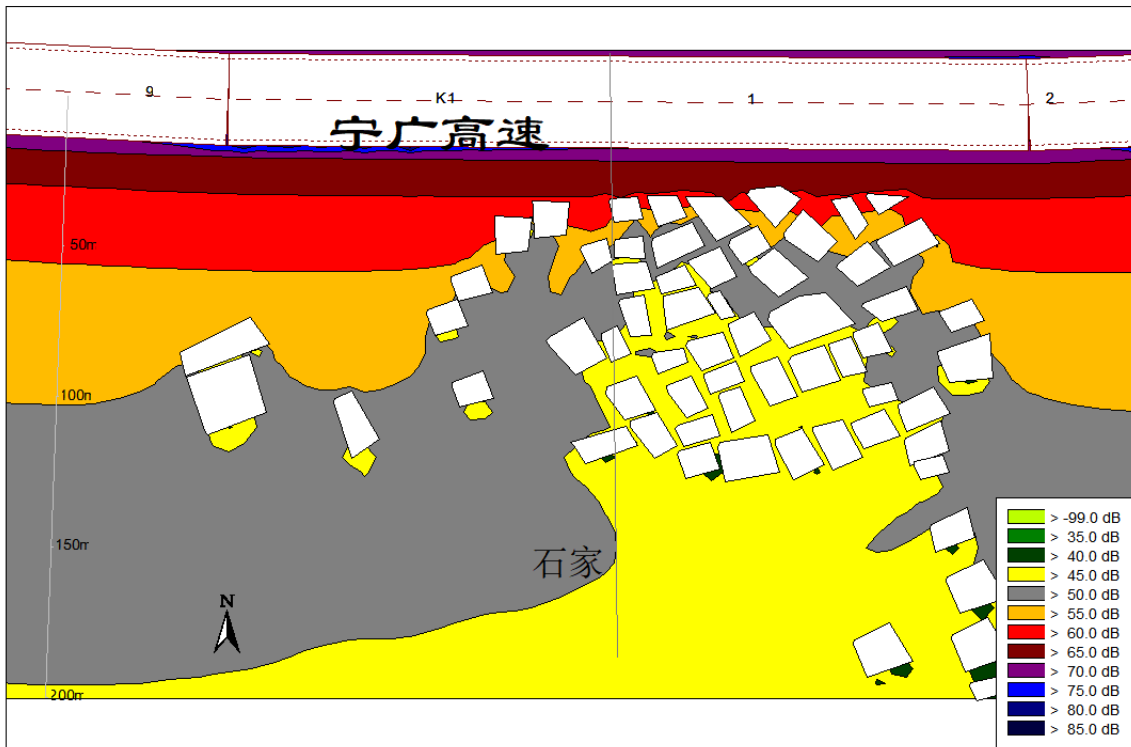 9 K1 1 2
宁广高速
50m
100m
150m
石家
N
200m
> -99.0 dB
> 35.0 dB
> 40.0 dB
> 45.0 dB
> 50.0 dB
> 55.0 dB
> 60.0 dB
> 65.0 dB
> 70.0 dB
> 75.0 dB
> 80.0 dB
> 85.0 dB